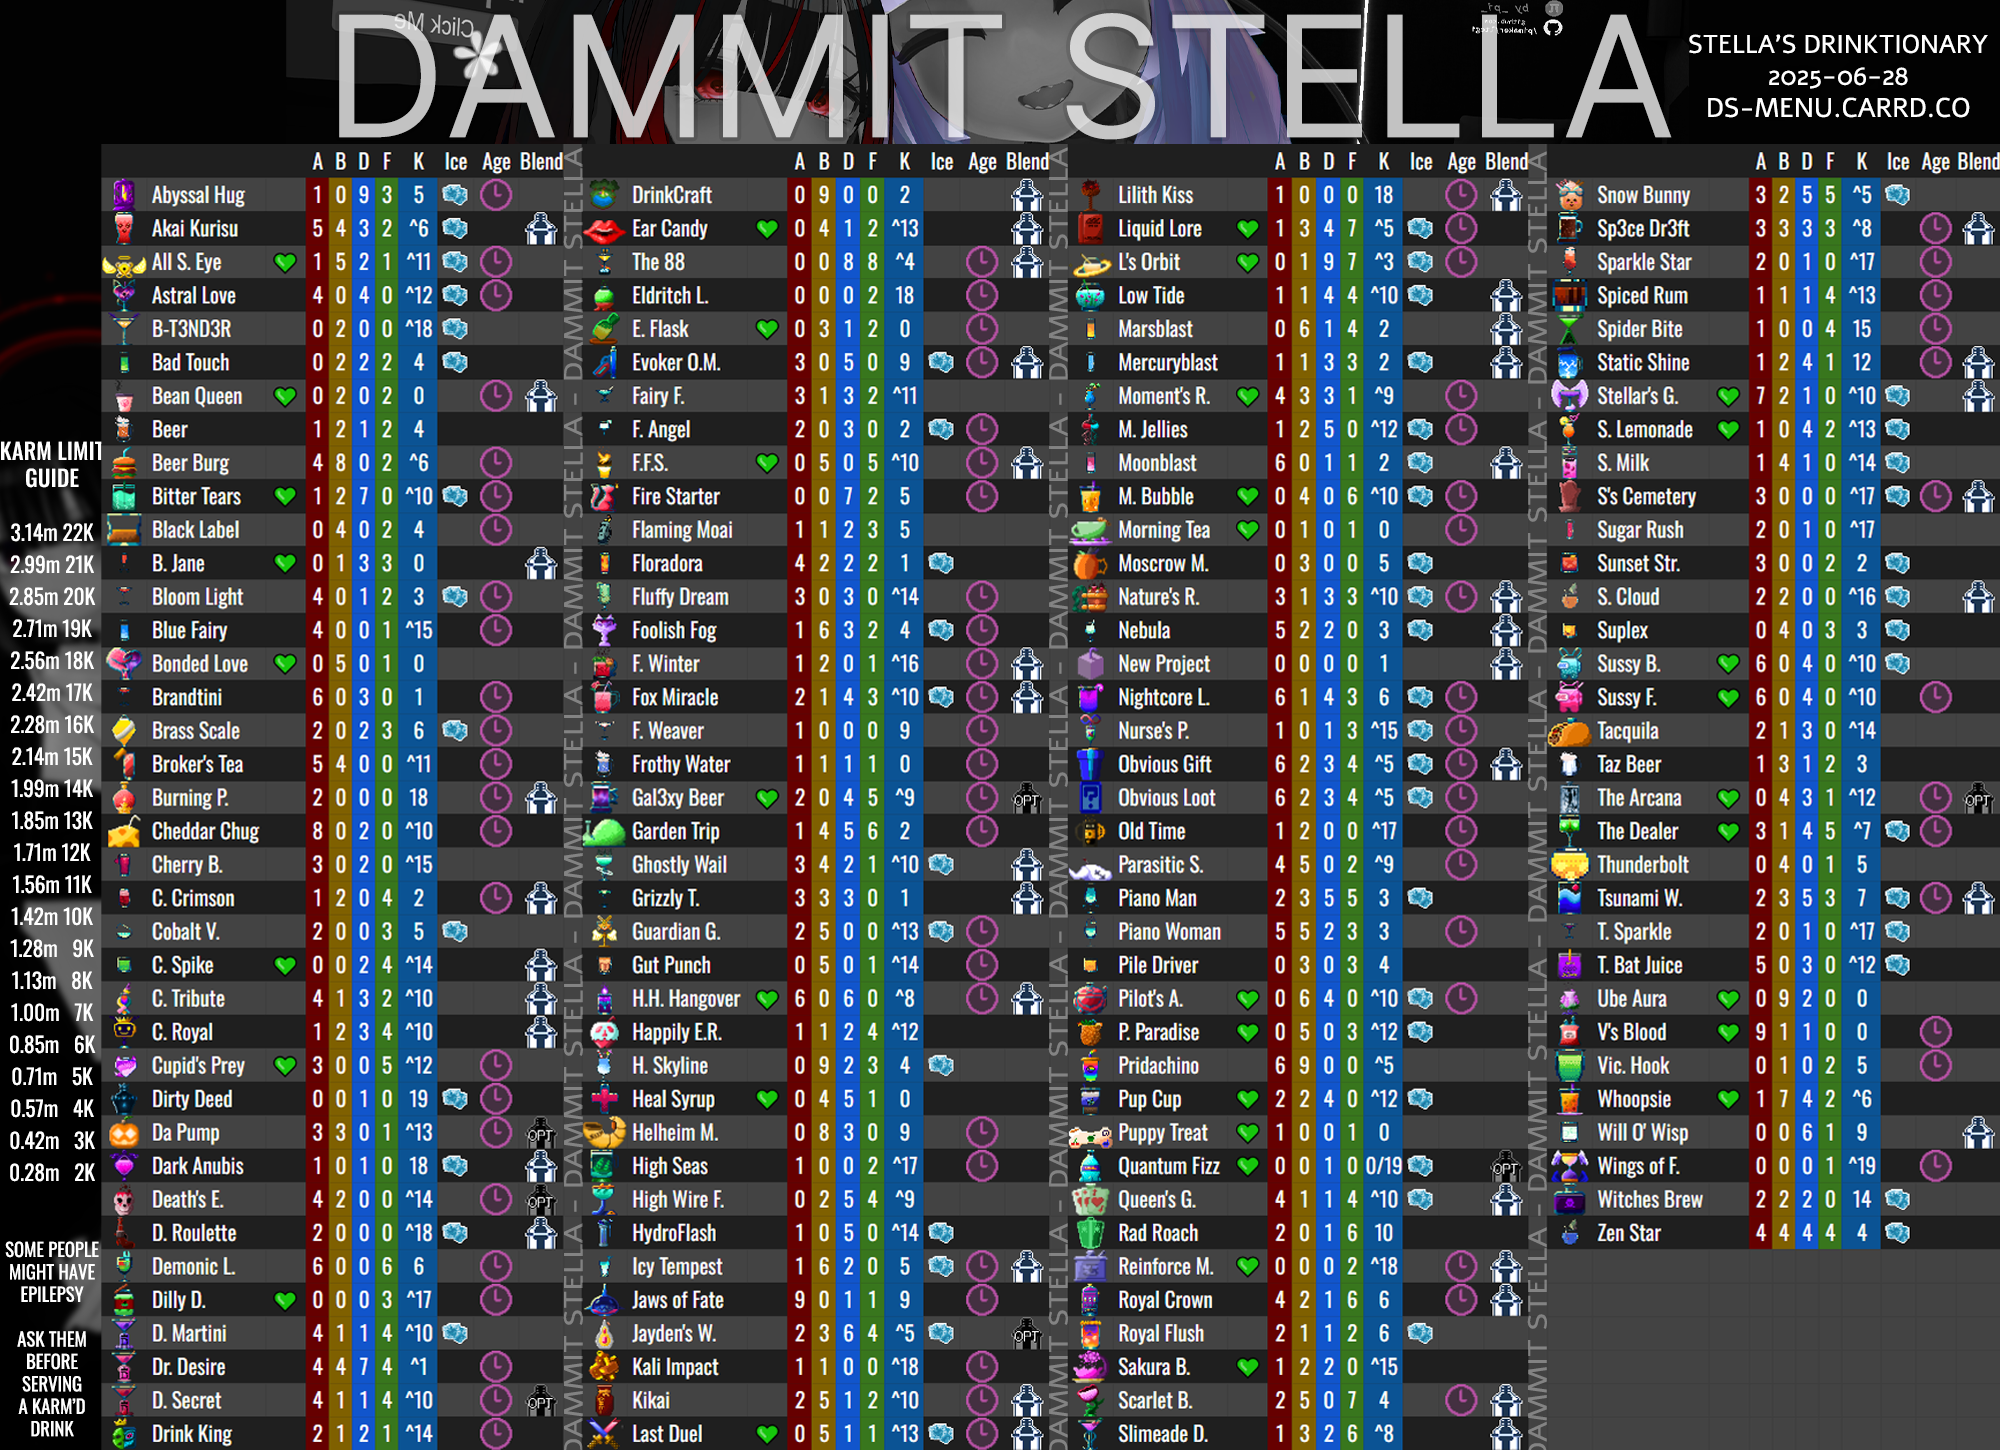 Click Me
DAMMIT STELLA
STELLA'S DRINKTIONARY
2025-06-28
DS-MENU.CARRD.CO
A B D F K Ice Age Blend
Abyssal Hug 1 0 9 3 5
Akai Kurisu 5 4 3 2 ^6
All S. Eye 1 5 2 1 ^11
Astral Love 4 0 4 0 ^12
B-T3ND3R 0 2 0 0 ^18
Bad Touch 0 2 2 2 4
Bean Queen 0 2 0 2 0
Beer 1 2 1 2 4
Beer Burg 4 8 0 2 ^6
Bitter Tears 1 2 7 0 ^10
Black Label 0 4 0 2 4
B. Jane 0 1 3 3 0
Bloom Light 4 0 1 2 3
Blue Fairy 4 0 0 1 ^15
Bonded Love 0 5 0 1 0
Brandtini 6 0 3 0 1
Brass Scale 2 0 2 3 6
Broker's Tea 5 4 0 0 ^11
Burning P. 2 0 0 0 18
Cheddar Chug 8 0 2 0 ^10
Cherry B. 3 0 2 0 ^15
C. Crimson 1 2 0 4 2
Cobalt V. 2 0 0 3 5
C. Spike 0 0 2 4 ^14
C. Tribute 4 1 3 2 ^10
C. Royal 1 2 3 4 ^10
Cupid's Prey 3 0 0 5 ^12
Dirty Deed 0 0 1 0 19
Da Pump 3 3 0 1 ^13 OPT
Dark Anubis 1 0 1 0 18
Death's E. 4 2 0 0 ^14 OPT
D. Roulette 2 0 0 0 ^18
Demonic L. 6 0 0 6 6
Dilly D. 0 0 0 3 ^17
D. Martini 4 1 1 4 ^10
Dr. Desire 4 4 7 4 ^1
D. Secret 4 1 1 4 ^10 OPT
Drink King 2 1 2 1 ^14
A B D F K Ice Age Blend
DrinkCraft 0 9 0 0 2
Ear Candy 0 4 1 2 ^13
The 88 0 0 8 8 ^4
Eldritch L. 0 0 0 2 18
E. Flask 0 3 1 2 0
Evoker O.M. 3 0 5 0 9
Fairy F. 3 1 3 2 ^11
F. Angel 2 0 3 0 2
F.F.S. 0 5 0 5 ^10
Fire Starter 0 0 7 2 5
Flaming Moai 1 1 2 3 5
Floradora 4 2 2 2 1
Fluffy Dream 3 0 3 0 ^14
Foolish Fog 1 6 3 2 4
F. Winter 1 2 0 1 ^16
Fox Miracle 2 1 4 3 ^10
F. Weaver 1 0 0 0 9
Frothy Water 1 1 1 1 0
Gal3xy Beer 2 0 4 5 ^9 OPT
Garden Trip 1 4 5 6 2
Ghostly Wail 3 4 2 1 ^10
Grizzly T. 3 3 3 0 1
Guardian G. 2 5 0 0 ^13
Gut Punch 0 5 0 1 ^14
H.H. Hangover 6 0 6 0 ^8
Happily E.R. 1 1 2 4 ^12
H. Skyline 0 9 2 3 4
Heal Syrup 0 4 5 1 0
Helheim M. 0 8 3 0 9
High Seas 1 0 0 2 ^17
High Wire F. 0 2 5 4 ^9
HydroFlash 1 0 5 0 ^14
Icy Tempest 1 6 2 0 5
Jaws of Fate 9 0 1 1 9
Jayden's W. 2 3 6 4 ^5 OPT
Kali Impact 1 1 0 0 ^18
Kikai 2 5 1 2 ^10
Last Duel 0 5 1 1 ^13
A B D F K Ice Age Blend
Lilith Kiss 1 0 0 0 18
Liquid Lore 1 3 4 7 ^5
L's Orbit 0 1 9 7 ^3
Low Tide 1 1 4 4 ^10
Marsblast 0 6 1 4 2
Mercuryblast 1 1 3 3 2
Moment's R. 4 3 3 1 ^9
M. Jellies 1 2 5 0 ^12
Moonblast 6 0 1 1 2
M. Bubble 0 4 0 6 ^10
Morning Tea 0 1 0 1 0
Moscrow M. 0 3 0 0 5
Nature's R. 3 1 3 3 ^10
Nebula 5 2 2 0 3
New Project 0 0 0 0 1
Nightcore L. 6 1 4 3 6
Nurse's P. 1 0 1 3 ^15
Obvious Gift 6 2 3 4 ^5
Obvious Loot 6 2 3 4 ^5
Old Time 1 2 0 0 ^17
Parasitic S. 4 5 0 2 ^9
Piano Man 2 3 5 5 3
Piano Woman 5 5 2 3 3
Pile Driver 0 3 0 3 4
Pilot's A. 0 6 4 0 ^10
P. Paradise 0 5 0 3 ^12
Pridachino 6 9 0 0 ^5
Pup Cup 2 2 4 0 ^12
Puppy Treat 1 0 0 1 0
Quantum Fizz 0 0 1 0 0/19 OPT
Queen's G. 4 1 1 4 ^10
Rad Roach 2 0 1 6 10
Reinforce M. 0 0 0 2 ^18
Royal Crown 4 2 1 6 6
Royal Flush 2 1 1 2 6
Sakura B. 1 2 2 0 ^15
Scarlet B. 2 5 0 7 4
Slimeade D. 1 3 2 6 ^8
A B D F K Ice Age Blend
Snow Bunny 3 2 5 5 ^5
Sp3ce Dr3ft 3 3 3 3 ^8
Sparkle Star 2 0 1 0 ^17
Spiced Rum 1 1 1 4 ^13
Spider Bite 1 0 0 4 15
Static Shine 1 2 4 1 12
Stellar's G. 7 2 1 0 ^10
S. Lemonade 1 0 4 2 ^13
S. Milk 1 4 1 0 ^14
S's Cemetery 3 0 0 0 ^17
Sugar Rush 2 0 1 0 ^17
Sunset Str. 3 0 0 2 2
S. Cloud 2 2 0 0 ^16
Suplex 0 4 0 3 3
Sussy B. 6 0 4 0 ^10
Sussy F. 6 0 4 0 ^10
Tacquila 2 1 3 0 ^14
Taz Beer 1 3 1 2 3
The Arcana 0 4 3 1 ^12 OPT
The Dealer 3 1 4 5 ^7
Thunderbolt 0 4 0 1 5
Tsunami W. 2 3 5 3 7
T. Sparkle 2 0 1 0 ^17
T. Bat Juice 5 0 3 0 ^12
Ube Aura 0 9 2 0 0
V's Blood 9 1 1 0 0
Vic. Hook 0 1 0 2 5
Whoopsie 1 7 4 2 ^6
Will O' Wisp 0 0 6 1 9
Wings of F. 0 0 0 1 ^19
Witches Brew 2 2 2 0 14
Zen Star 4 4 4 4 4
KARM LIMIT
GUIDE
3.14m 22K
2.99m 21K
2.85m 20K
2.71m 19K
2.56m 18K
2.42m 17K
2.28m 16K
2.14m 15K
1.99m 14K
1.85m 13K
1.71m 12K
1.56m 11K
1.42m 10K
1.28m 9K
1.13m 8K
1.00m 7K
0.85m 6K
0.71m 5K
0.57m 4K
0.42m 3K
0.28m 2K
SOME PEOPLE
MIGHT HAVE
EPILEPSY
ASK THEM
BEFORE
SERVING
A KARM'D
DRINK
DAMMIT STELLA - DAMMIT STELLA - DAMMIT STELLA - DAMMIT STELLA - DAMMIT STELLA
DAMMIT STELLA - DAMMIT STELLA - DAMMIT STELLA - DAMMIT STELLA - DAMMIT STELLA
DAMMIT STELLA - DAMMIT STELLA - DAMMIT STELLA - DAMMIT STELLA - DAMMIT STELLA